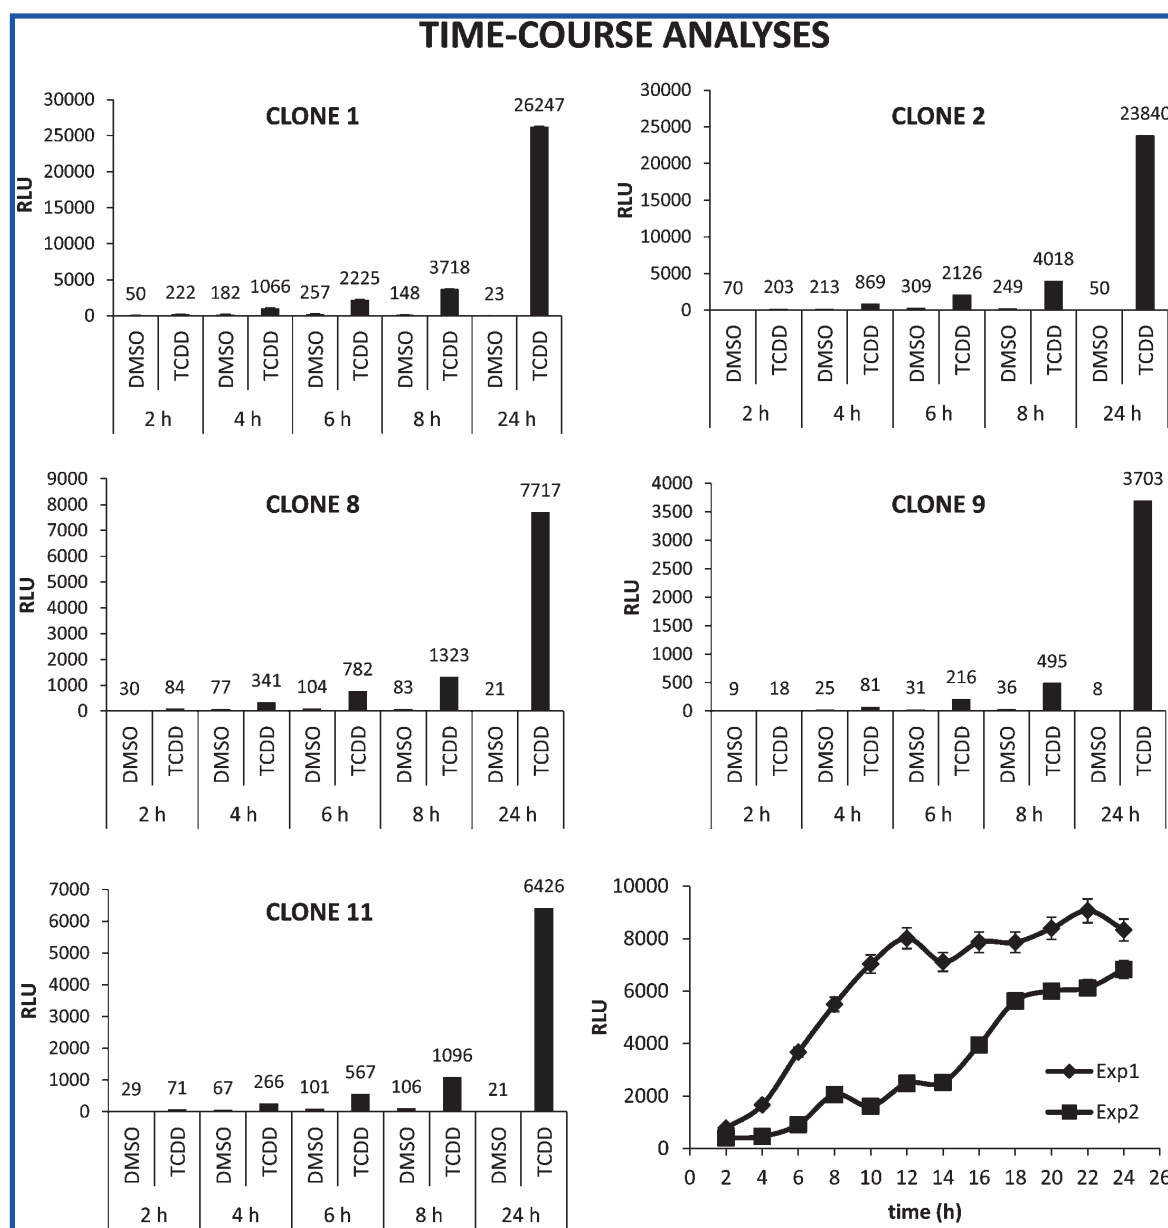 TIME-COURSE ANALYSES
CLONE 1
RLU
30000
25000
20000
15000
10000
5000
0
50 222 182 1066 257 2225 148 3718 23 26247
DMSO TCDD DMSO TCDD DMSO TCDD DMSO TCDD DMSO TCDD
2 h 4 h 6 h 8 h 24 h
CLONE 2
RLU
30000
25000
20000
15000
10000
5000
0
70 203 213 869 309 2126 249 4018 50 23840
DMSO TCDD DMSO TCDD DMSO TCDD DMSO TCDD DMSO TCDD
2 h 4 h 6 h 8 h 24 h
CLONE 8
RLU
9000
8000
7000
6000
5000
4000
3000
2000
1000
0
30 84 77 341 104 782 83 1323 21 7717
DMSO TCDD DMSO TCDD DMSO TCDD DMSO TCDD DMSO TCDD
2 h 4 h 6 h 8 h 24 h
CLONE 9
RLU
4000
3500
3000
2500
2000
1500
1000
500
0
9 18 25 81 31 216 36 495 8 3703
DMSO TCDD DMSO TCDD DMSO TCDD DMSO TCDD DMSO TCDD
2 h 4 h 6 h 8 h 24 h
CLONE 11
RLU
7000
6000
5000
4000
3000
2000
1000
0
29 71 67 266 101 567 106 1096 21 6426
DMSO TCDD DMSO TCDD DMSO TCDD DMSO TCDD DMSO TCDD
2 h 4 h 6 h 8 h 24 h
RLU
10000
8000
6000
4000
2000
0
Exp1
Exp2
0 2 4 6 8 10 12 14 16 18 20 22 24 26
time (h)